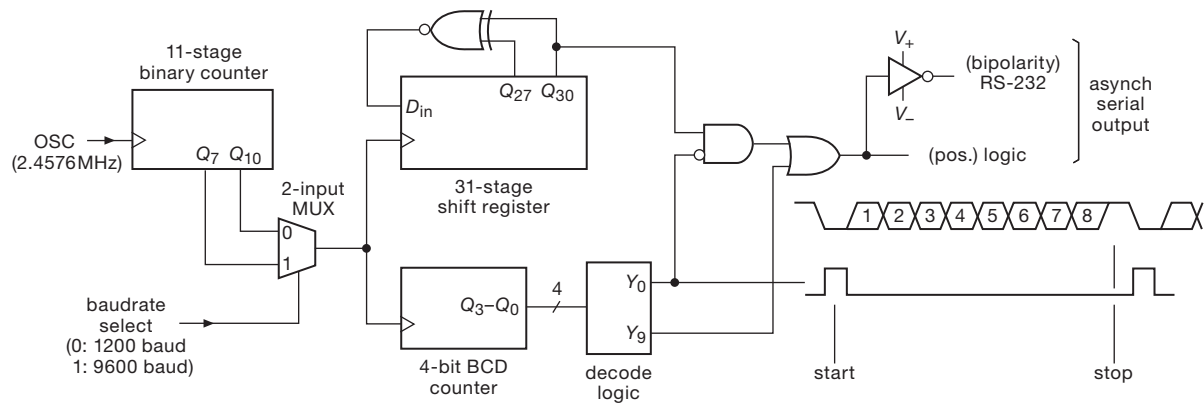 11-stage
binary counter
OSC
(2.4576 MHz)
Q7 Q10
2-input
MUX
0
1
baudrate
select
(0: 1200 baud
1: 9600 baud)
Din
Q27 Q30
31-stage
shift register
Q3–Q0
4-bit BCD
counter
4
Y0
Y9
decode
logic
V+
V−
(bipolarity)
RS-232
(pos.) logic
asynch
serial
output
1 2 3 4 5 6 7 8
start
stop